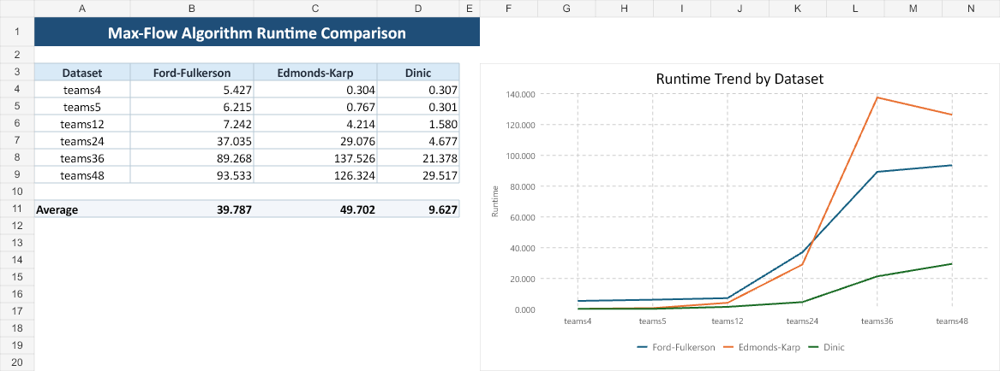 A B C D E F G H I J K L M N
1 Max-Flow Algorithm Runtime Comparison
2
3 Dataset Ford-Fulkerson Edmonds-Karp Dinic
4 teams4 5.427 0.304 0.307
5 teams5 6.215 0.767 0.301
6 teams12 7.242 4.214 1.580
7 teams24 37.035 29.076 4.677
8 teams36 89.268 137.526 21.378
9 teams48 93.533 126.324 29.517
10
11 Average 39.787 49.702 9.627
12
13
14
15
16
17
18
19
20
Runtime Trend by Dataset
140.000
120.000
100.000
80.000
60.000
40.000
20.000
0.000
Runtime
teams4 teams5 teams12 teams24 teams36 teams48
Ford-Fulkerson Edmonds-Karp Dinic